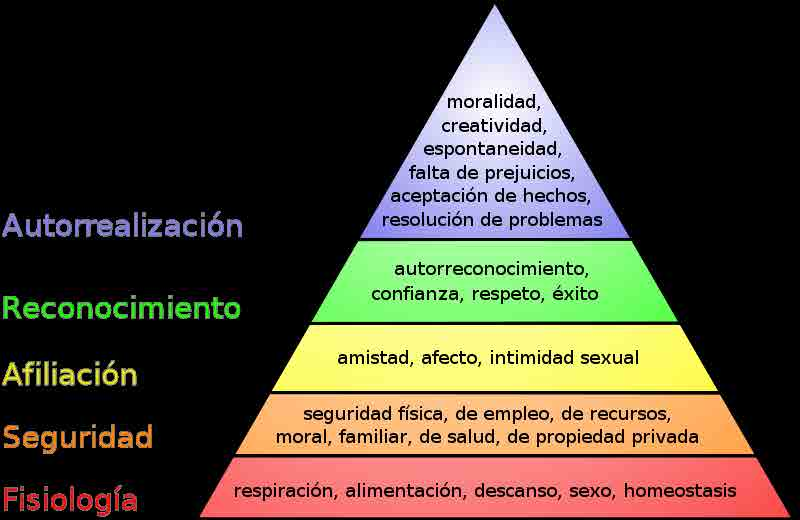 moralidad,
creatividad,
espontaneidad,
falta de prejuicios,
aceptación de hechos,
resolución de problemas
Autorrealización
autorreconocimiento,
confianza, respeto, éxito
Reconocimiento
amistad, afecto, intimidad sexual
Afiliación
seguridad física, de empleo, de recursos,
moral, familiar, de salud, de propiedad privada
Seguridad
respiración, alimentación, descanso, sexo, homeostasis
Fisiología